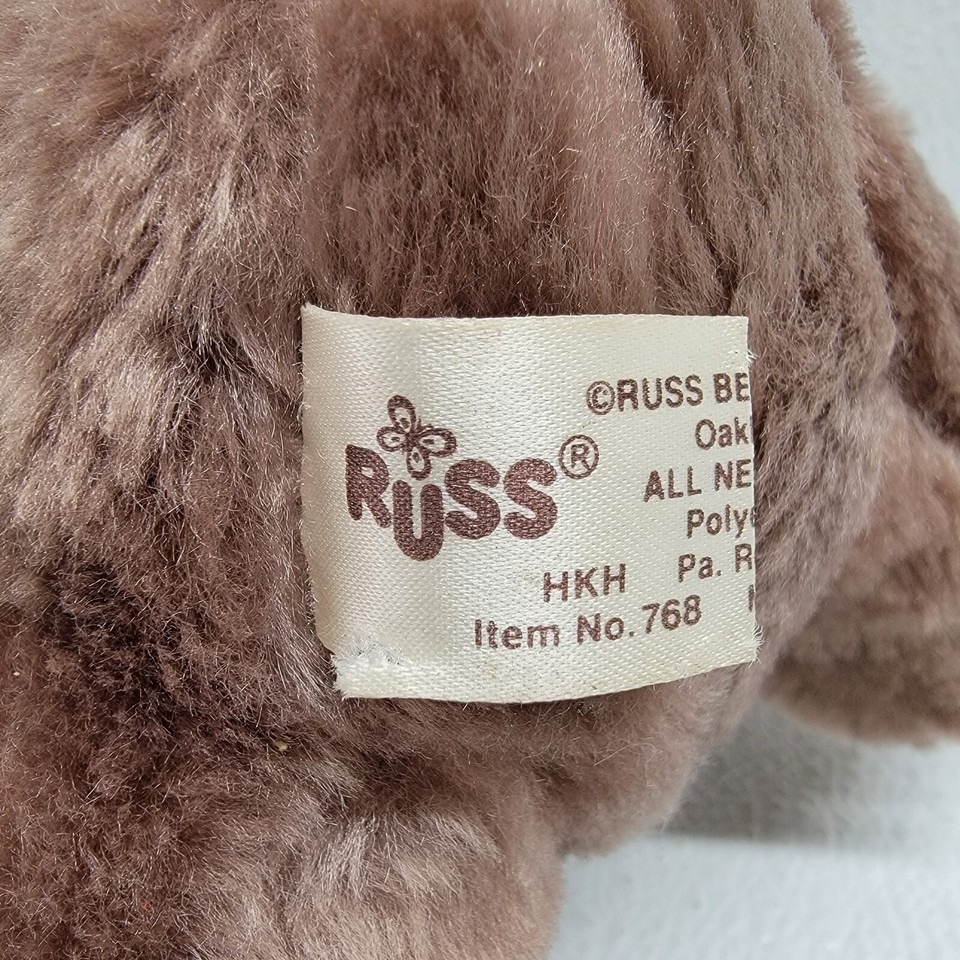 RUSS®
©RUSS BE
Oak
ALL NE
Poly
HKH Pa. R
Item No. 768